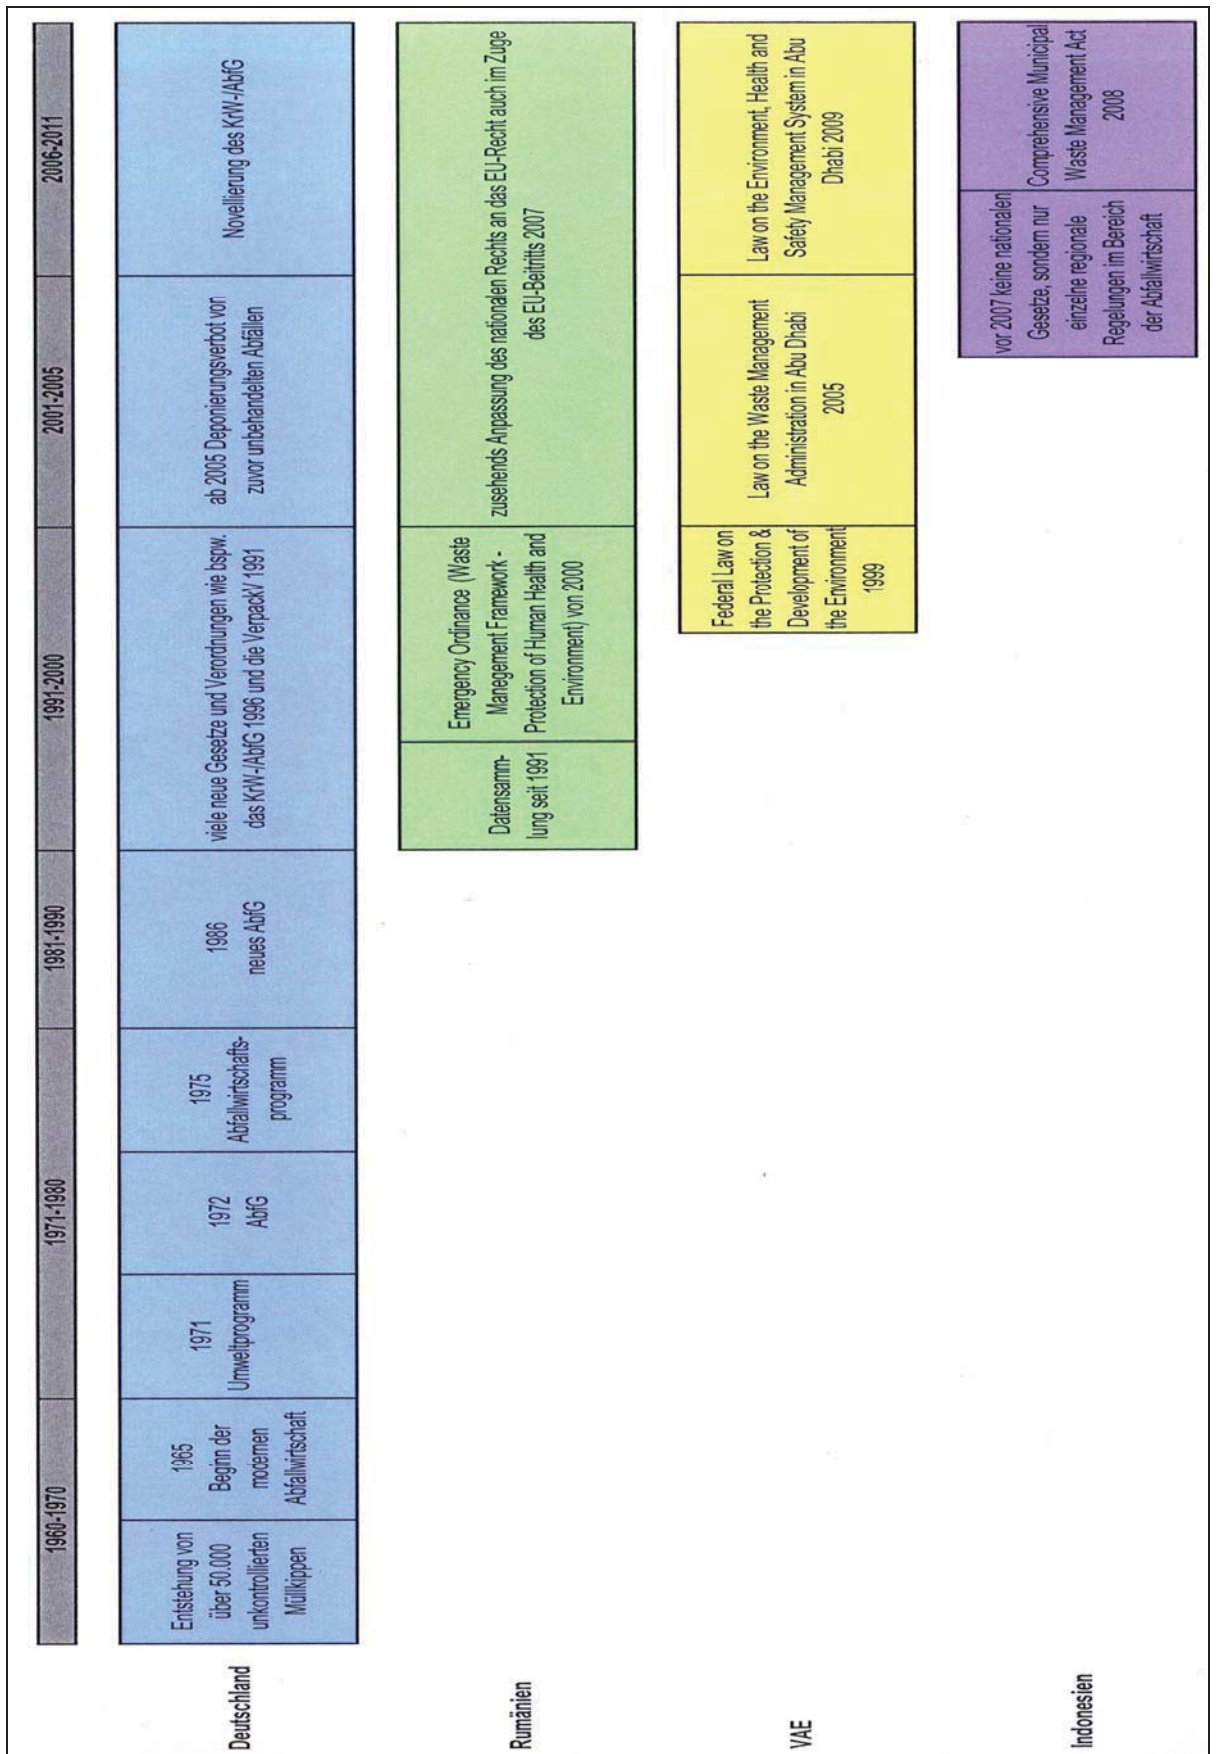 1960-1970
1971-1980
1981-1990
1991-2000
2001-2005
2006-2011
Deutschland
Entstehung von
über 50.000
unkontrollierten
Müllkippen
1965
Beginn der
modernen
Abfallwirtschaft
1971
Umweltprogramm
1972
AbfG
1975
Abfallwirtschafts-
programm
1986
neues AbfG
viele neue Gesetze und Verordnungen wie bspw.
das KrW-/AbfG 1996 und die VerpackV 1991
ab 2005 Deponierungsverbot von
zuvor unbehandelten Abfällen
Novellierung des KrW-/AbfG
Rumänien
Datensamm-
lung seit 1991
Emergency Ordinance (Waste
Manegement Framework -
Protection of Human Health and
Environment) von 2000
zusehends Anpassung des nationalen Rechts an das EU-Recht auch im Zuge
des EU-Beitritts 2007
VAE
Federal Law on
the Protection &
Development of
the Environment
1999
Law on the Waste Management
Administration in Abu Dhabi
2005
Law on the Environment, Health and
Safety Management System in Abu
Dhabi 2009
Indonesien
vor 2007 keine nationalen
Gesetze, sondern nur
einzelne regionale
Regelungen im Bereich
der Abfallwirtschaft
Comprehensive Municipal
Waste Management Act
2008